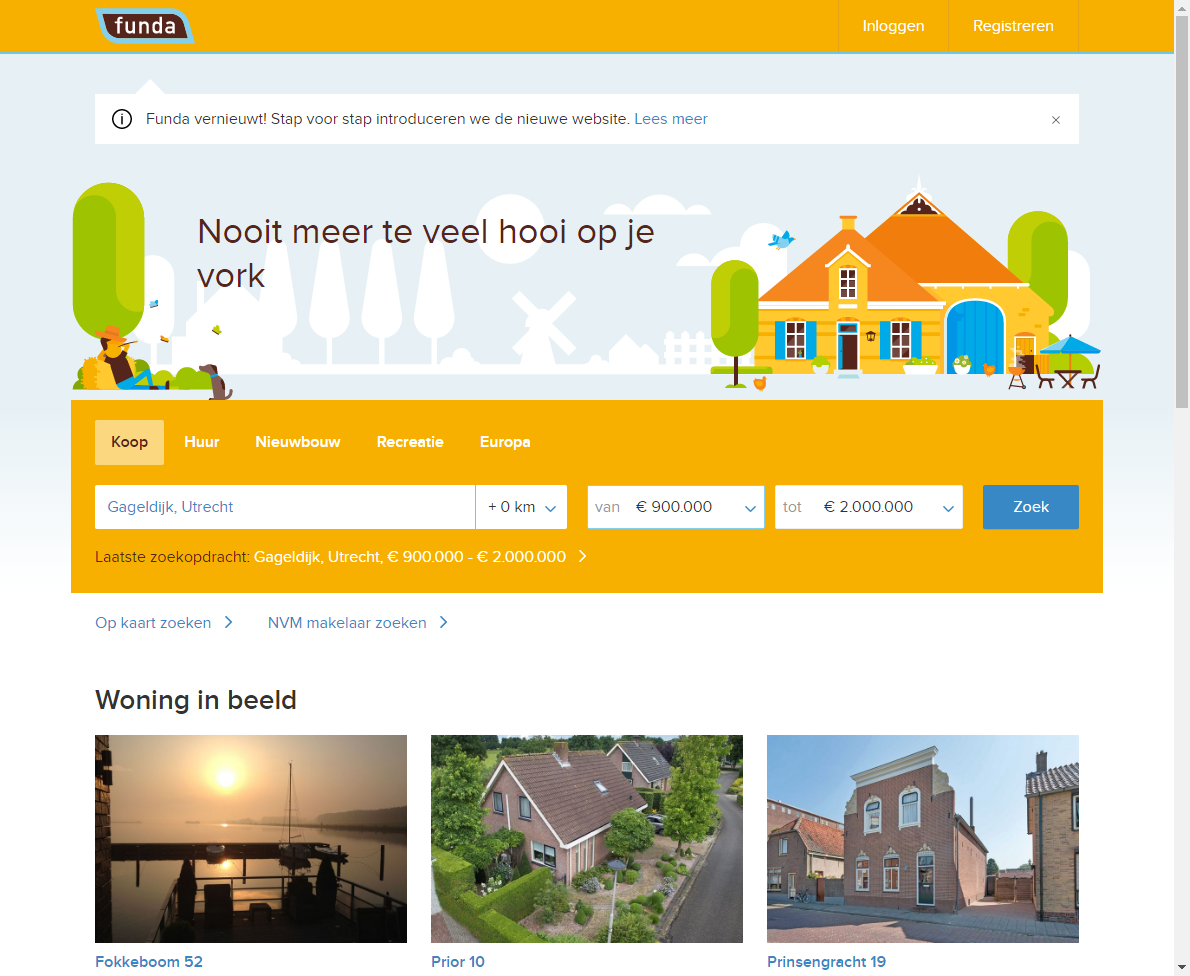 funda
Inloggen
Registreren
Funda vernieuwt! Stap voor stap introduceren we de nieuwe website. Lees meer
Nooit meer te veel hooi op je
vork
Koop
Huur
Nieuwbouw
Recreatie
Europa
Gageldijk, Utrecht
+ 0 km
van € 900.000
tot € 2.000.000
Zoek
Laatste zoekopdracht: Gageldijk, Utrecht, € 900.000 - € 2.000.000
Op kaart zoeken
NVM makelaar zoeken
Woning in beeld
Fokkeboom 52
Prior 10
Prinsengracht 19